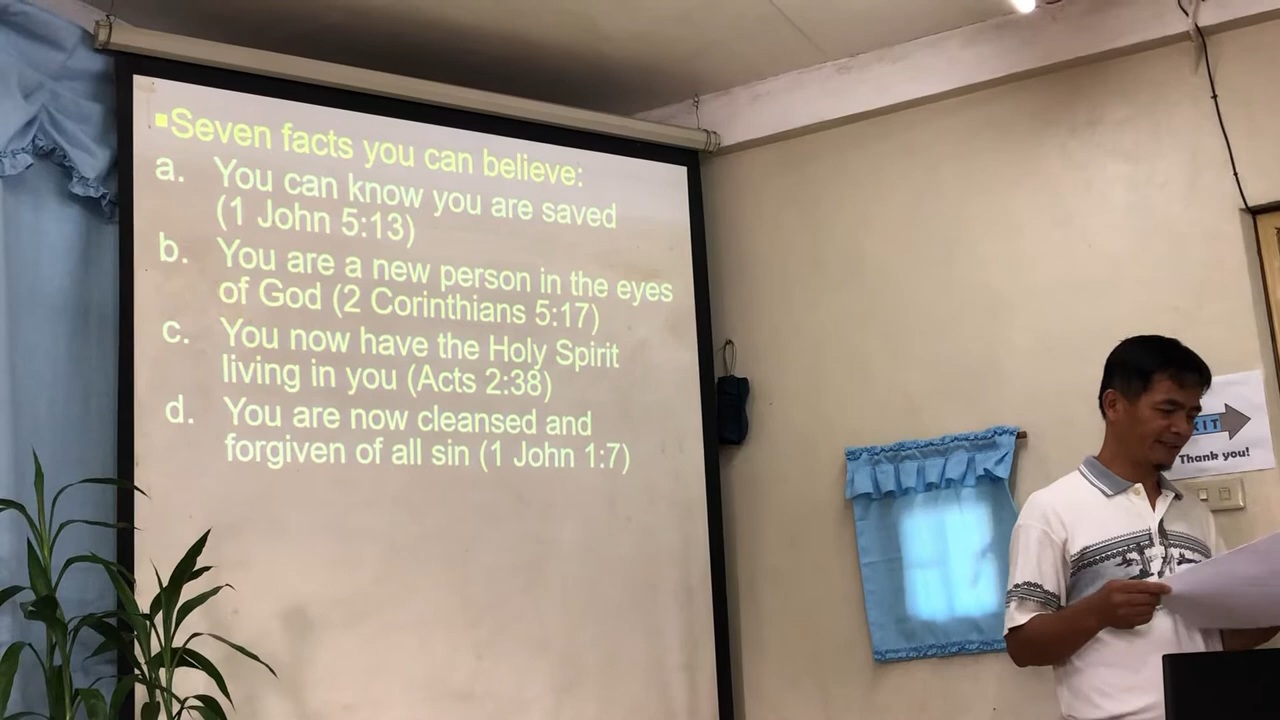 ▪Seven facts you can believe:
a. You can know you are saved
(1 John 5:13)
b. You are a new person in the eyes
of God (2 Corinthians 5:17)
c. You now have the Holy Spirit
living in you (Acts 2:38)
d. You are now cleansed and
forgiven of all sin (1 John 1:7)
XIT
Thank you!